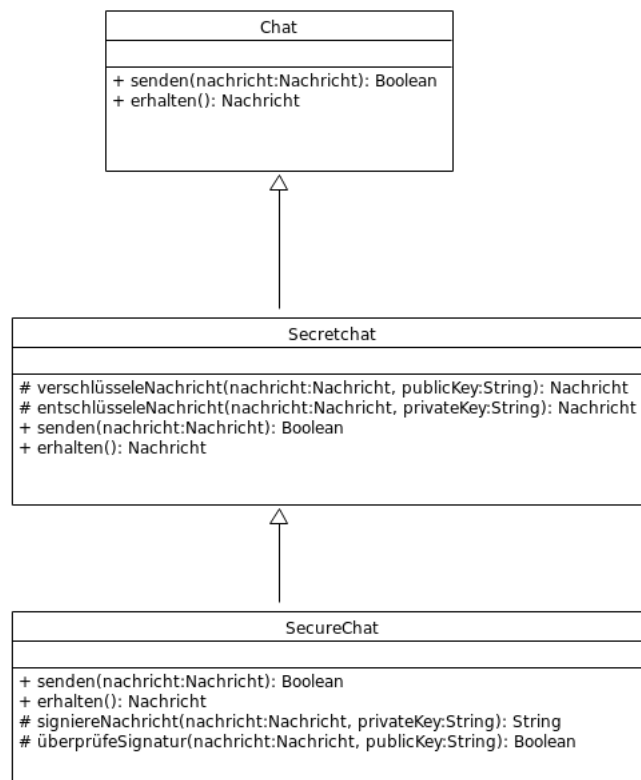 Chat
+ senden(nachricht:Nachricht): Boolean
+ erhalten(): Nachricht
Secretchat
# verschlüsseleNachricht(nachricht:Nachricht, publicKey:String): Nachricht
# entschlüsseleNachricht(nachricht:Nachricht, privateKey:String): Nachricht
+ senden(nachricht:Nachricht): Boolean
+ erhalten(): Nachricht
SecureChat
+ senden(nachricht:Nachricht): Boolean
+ erhalten(): Nachricht
# signiereNachricht(nachricht:Nachricht, privateKey:String): String
# überprüfeSignatur(nachricht:Nachricht, publicKey:String): Boolean